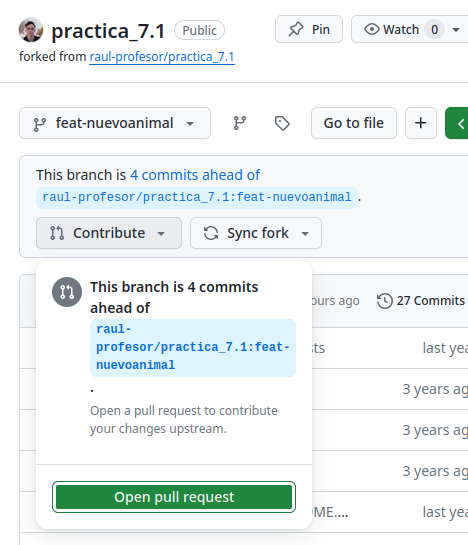 practica_7.1 Public Pin Watch 0
forked from raul-profesor/practica_7.1
feat-nuevoanimal Go to file
This branch is 4 commits ahead of
raul-profesor/practica_7.1:feat-nuevoanimal.
Contribute Sync fork
This branch is 4 commits
ahead of
raul-
profesor/practica_7.1:feat-
nuevoanimal
.
Open a pull request to contribute
your changes upstream.
Open pull request
ours ago 27 Commits
sts last yea
3 years ag
3 years ag
3 years ag
OME.... last yea